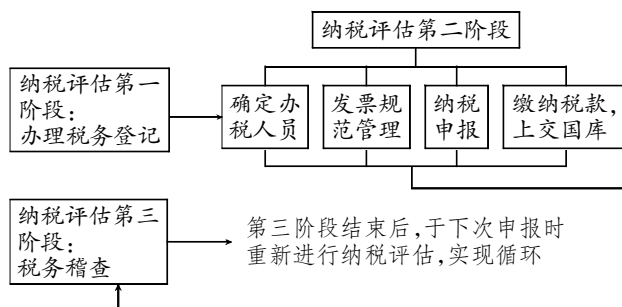 纳税评估第二阶段
纳税评估第一
阶段:
办理税务登记
确定办
税人员
发票规
范管理
纳税
申报
缴纳税款,
上交国库
纳税评估第三
阶段:
税务稽查
第三阶段结束后,于下次申报时
重新进行纳税评估,实现循环